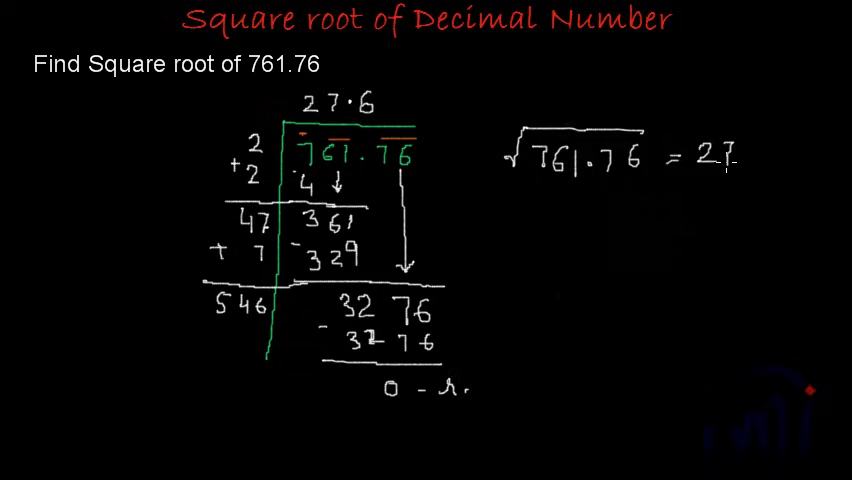 Square root of Decimal Number
Find Square root of 761.76
27.6
2 761.76
+2 -4
47 361
+ 7 -329
546 3276
-3276
0 - r.
√761.76 = 27